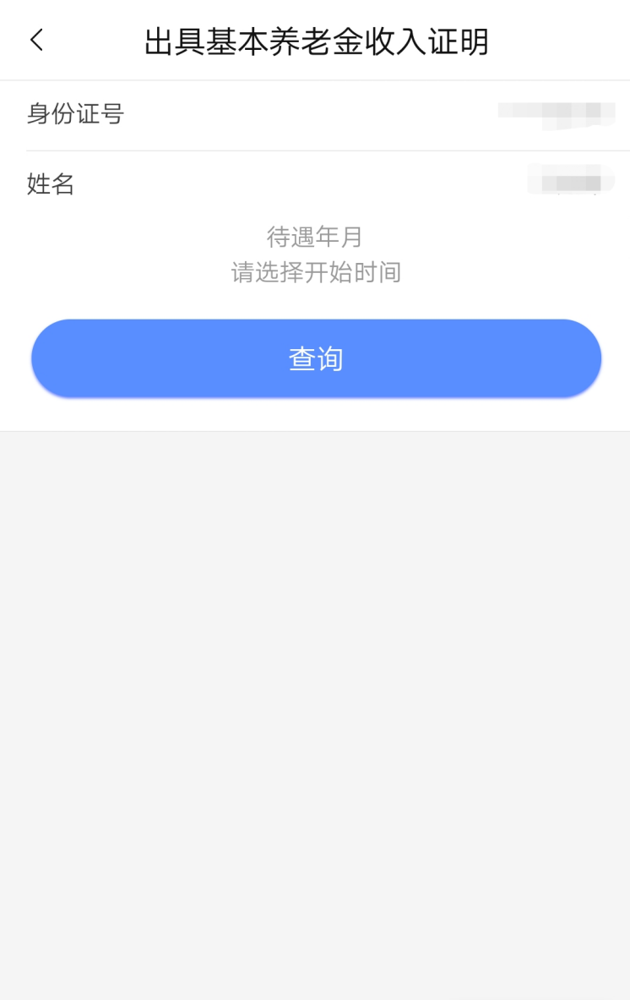 出具基本养老金收入证明
身份证号
姓名
待遇年月
请选择开始时间
查询